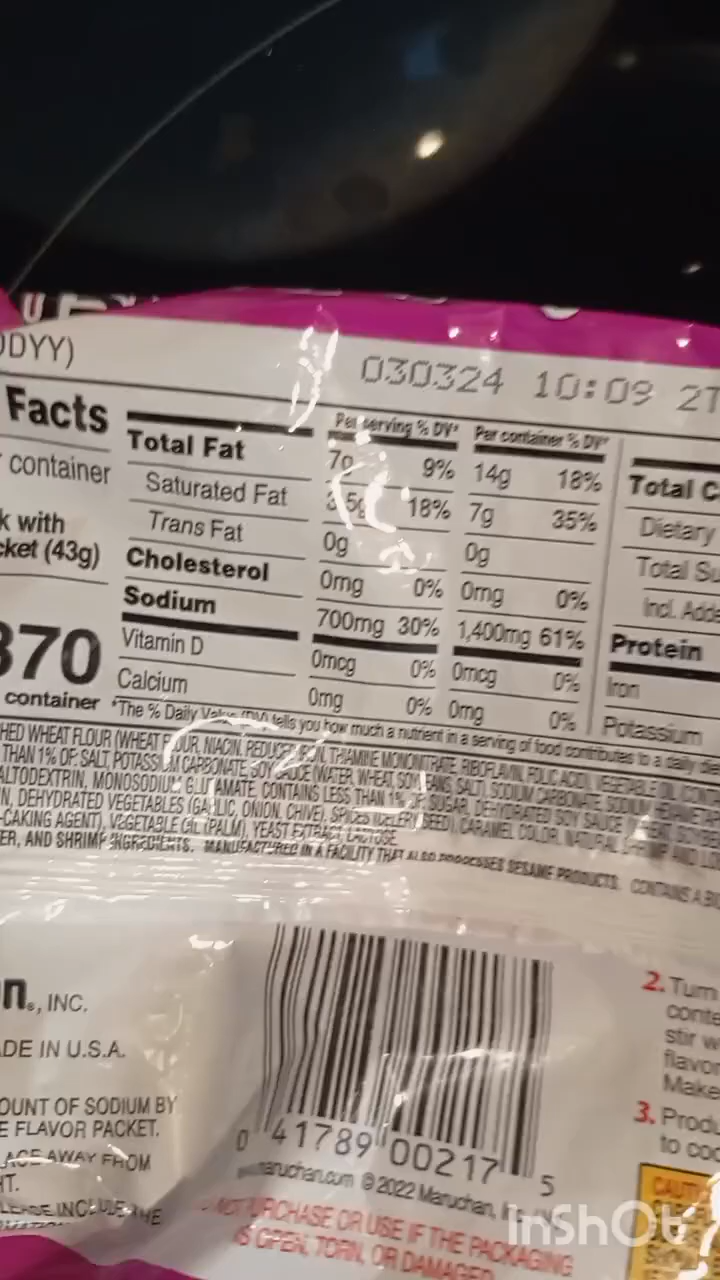 DYY)
030324 10:09 2T
Facts
container
k with
cket (43g)
370
container
Per serving % DV* Per container % DV*
Total Fat 7g 9% 14g 18%
Saturated Fat 3.5g 18% 7g 35%
Trans Fat 0g 0g
Cholesterol 0mg 0% 0mg 0%
Sodium 700mg 30% 1,400mg 61%
Vitamin D 0mcg 0% 0mcg 0%
Calcium 0mg 0% 0mg 0%
Total C
Dietary
Total Su
Incl. Adde
Protein
Iron
Potassium
*The % Daily Value (DV) tells you how much a nutrient in a serving of food contributes to a daily die
HED WHEAT FLOUR (WHEAT FLOUR, NIACIN, REDUCED IRON, THIAMINE MONONITRATE, RIBOFLAVIN, FOLIC ACID), VEGETABLE OIL
THAN 1% OF: SALT, POTASSIUM CARBONATE, SOY SAUCE (WATER, WHEAT, SOYBEANS, SALT), SODIUM CARBONATE, SODIUM
ALTODEXTRIN, MONOSODIUM GLUTAMATE, CONTAINS LESS THAN 1% OF: SUGAR, DEHYDRATED SOY SAUCE
N, DEHYDRATED VEGETABLES (GARLIC, ONION, CHIVE), SPICES (CELERY SEED), CARAMEL COLOR, NATURAL SHRIMP AND
-CAKING AGENT), VEGETABLE OIL (PALM), YEAST EXTRACT, LACTOSE.
ER, AND SHRIMP INGREDIENTS. MANUFACTURED IN A FACILITY THAT ALSO PROCESSES SESAME PRODUCTS. CONTAINS A BI
n., INC.
ADE IN U.S.A.
OUNT OF SODIUM BY
E FLAVOR PACKET.
ACE AWAY FROM
HT.
LEASE INCLUDE THE
0 41789 00217 5
maruchan.com © 2022 Maruchan, Inc.
NOT PURCHASE OR USE IF THE PACKAGING
IS OPEN, TORN, OR DAMAGED
2. Turn
conte
stir w
flavor
Make
3. Produ
to coo
CAUTI
InShOt